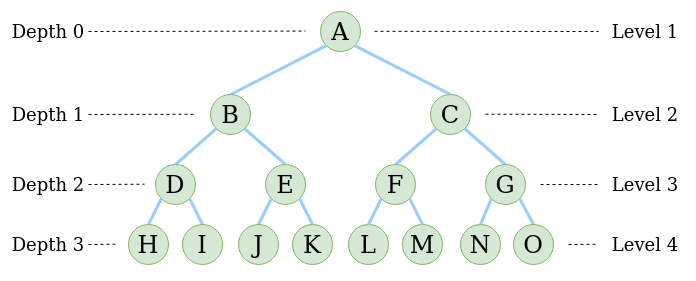 Depth 0 A Level 1
Depth 1 B C Level 2
Depth 2 D E F G Level 3
Depth 3 H I J K L M N O Level 4